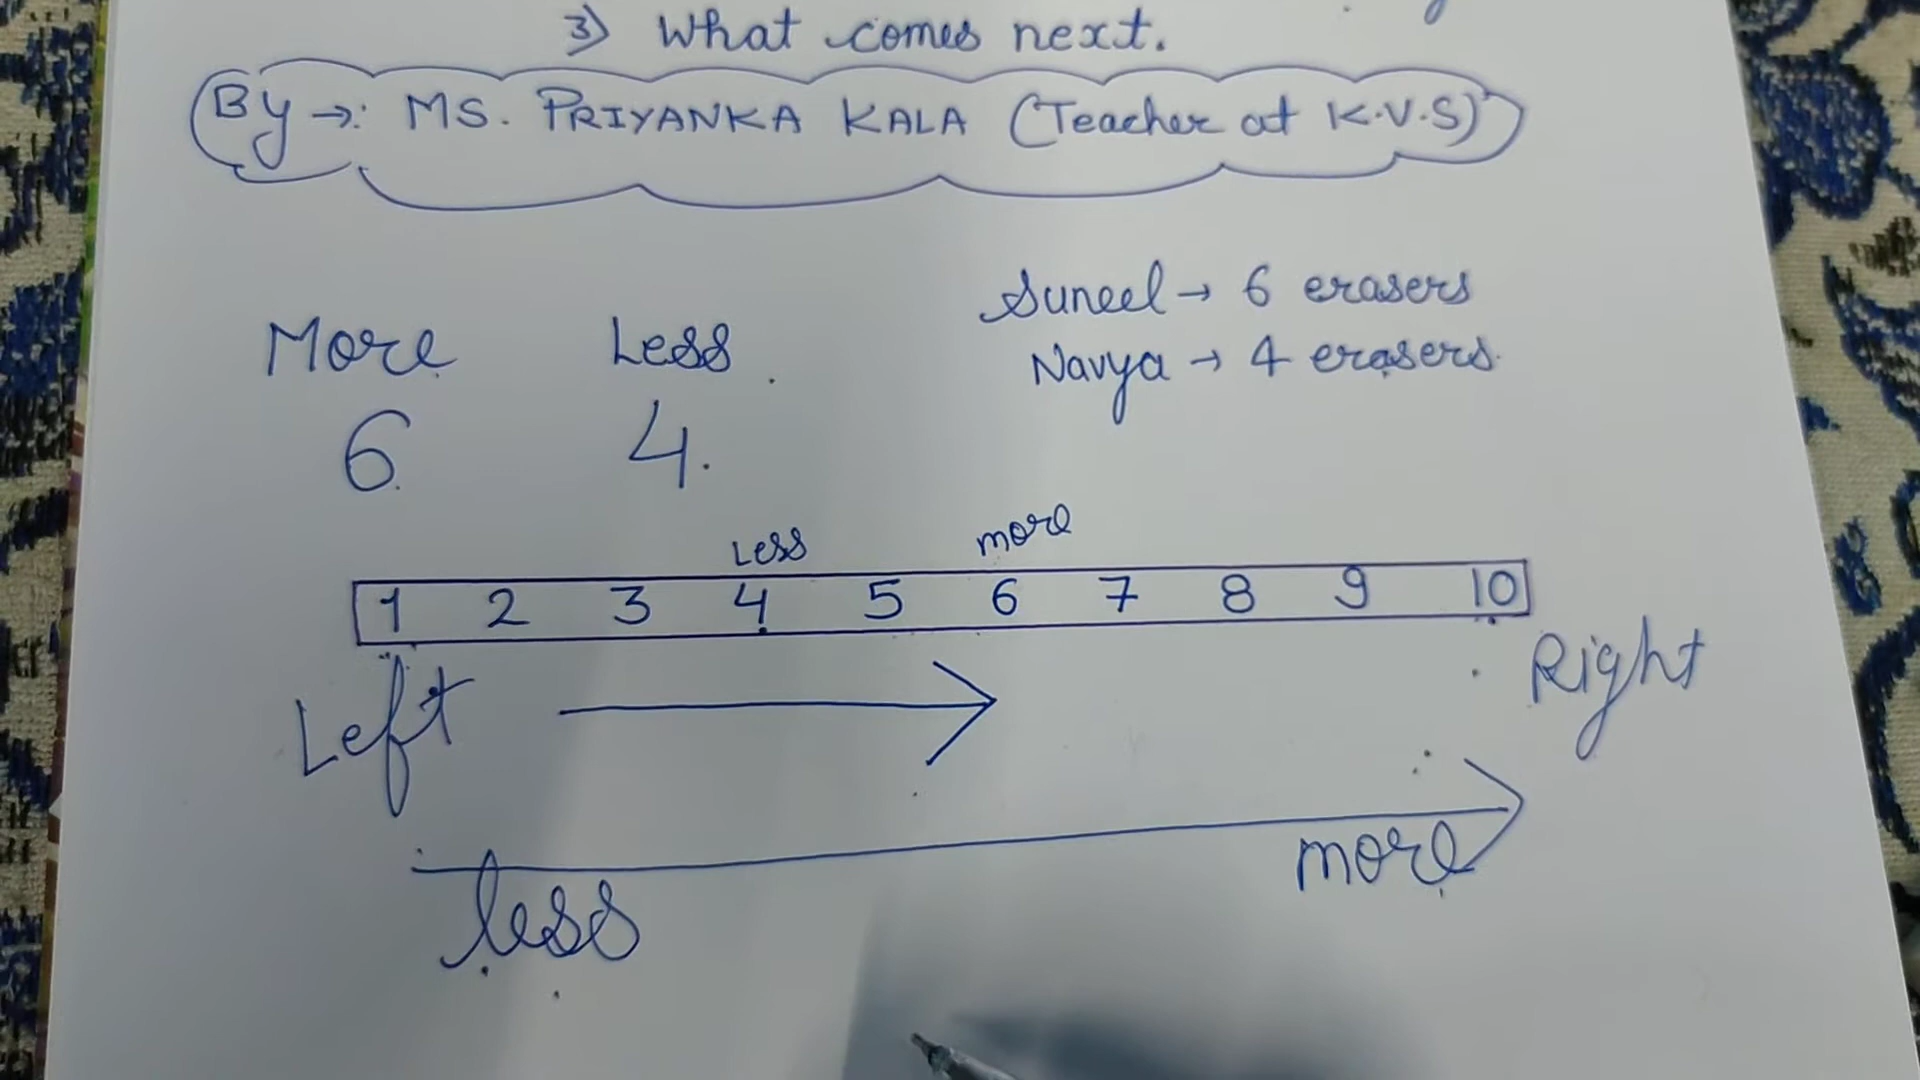 3) What comes next.
By →: MS. PRIYANKA KALA (Teacher at K.V.S)
Suneel → 6 erasers
More Less
Navya → 4 erasers.
6 4.
Less more
1 2 3 4 5 6 7 8 9 10
Left Right
less more